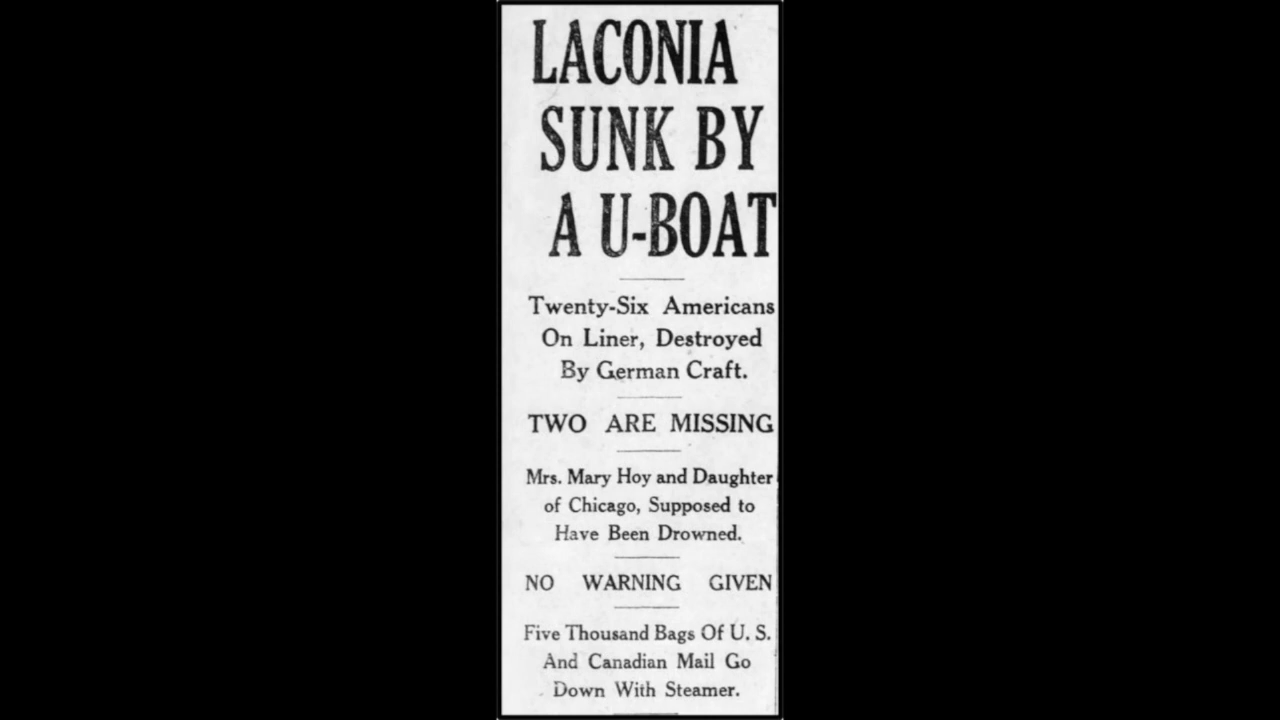 LACONIA
SUNK BY
A U-BOAT
Twenty-Six Americans
On Liner, Destroyed
By German Craft.
TWO ARE MISSING
Mrs. Mary Hoy and Daughter
of Chicago, Supposed to
Have Been Drowned.
NO WARNING GIVEN
Five Thousand Bags Of U. S.
And Canadian Mail Go
Down With Steamer.